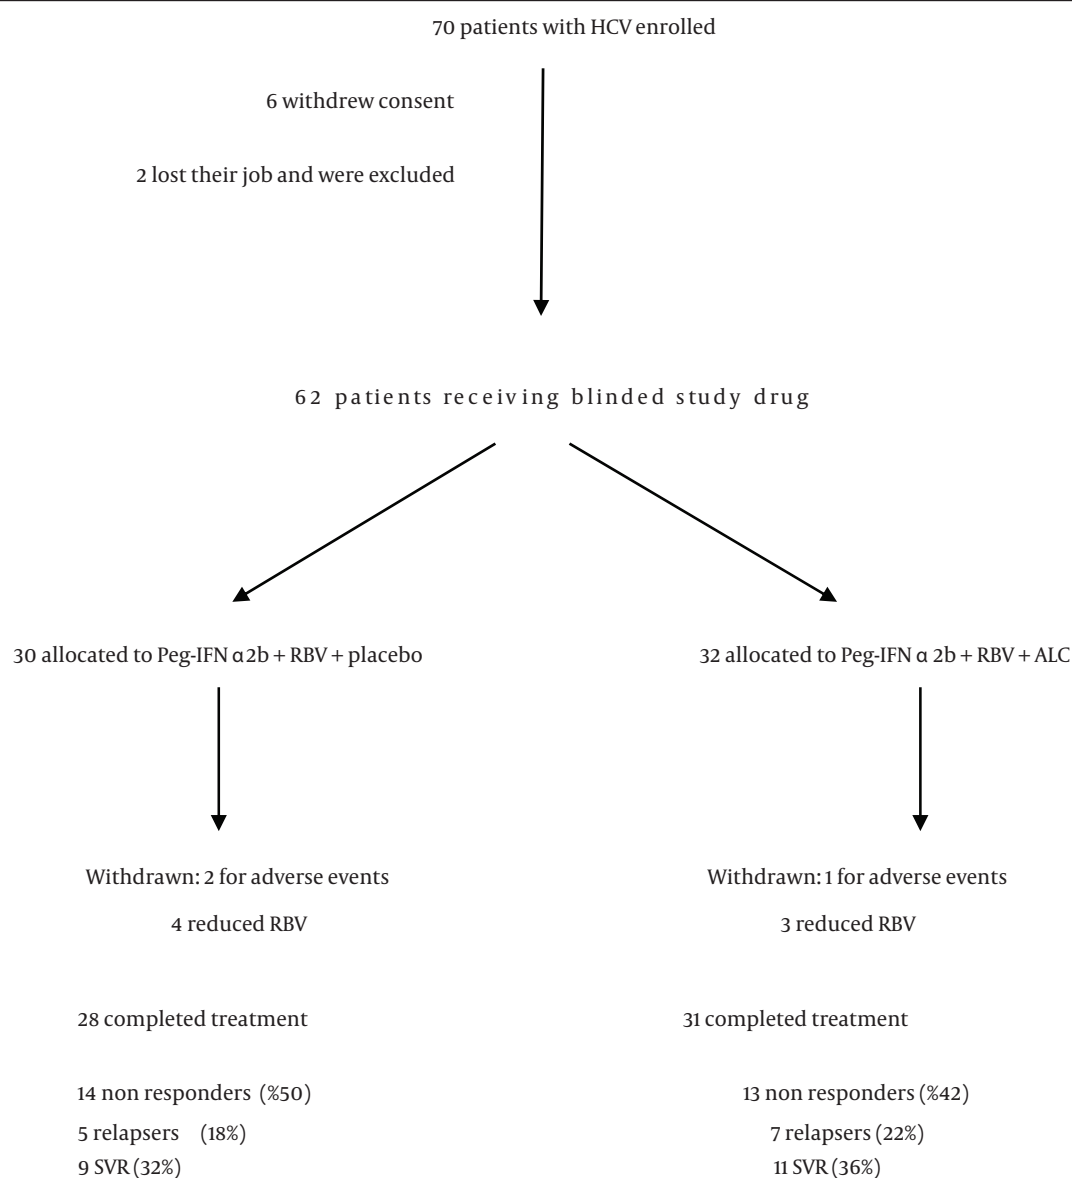 70 patients with HCV enrolled
6 withdrew consent
2 lost their job and were excluded
62 patients receiving blinded study drug
30 allocated to Peg-IFN α2b + RBV + placebo
32 allocated to Peg-IFN α 2b + RBV + ALC
Withdrawn: 2 for adverse events
4 reduced RBV
Withdrawn: 1 for adverse events
3 reduced RBV
28 completed treatment
31 completed treatment
14 non responders (%50)
5 relapsers (18%)
9 SVR (32%)
13 non responders (%42)
7 relapsers (22%)
11 SVR (36%)